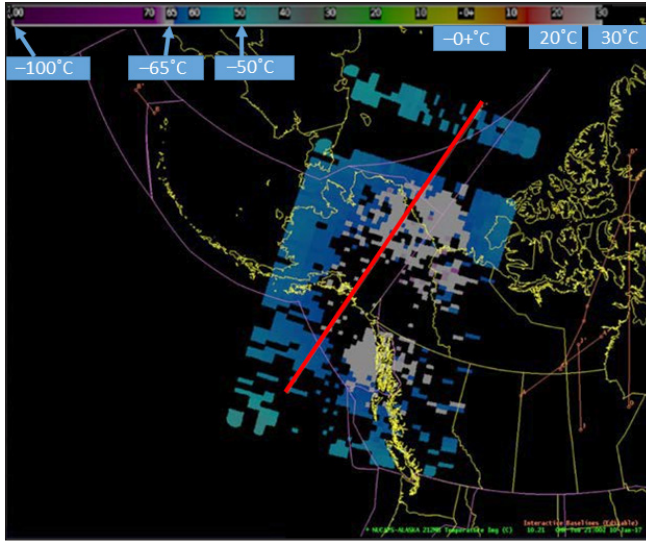 -00 70 65 60 50 40 30 20 10 -0+ 10 20 30
–0+˚C 20˚C 30˚C
–100˚C –65˚C –50˚C
Interactive Baselines (Editable)